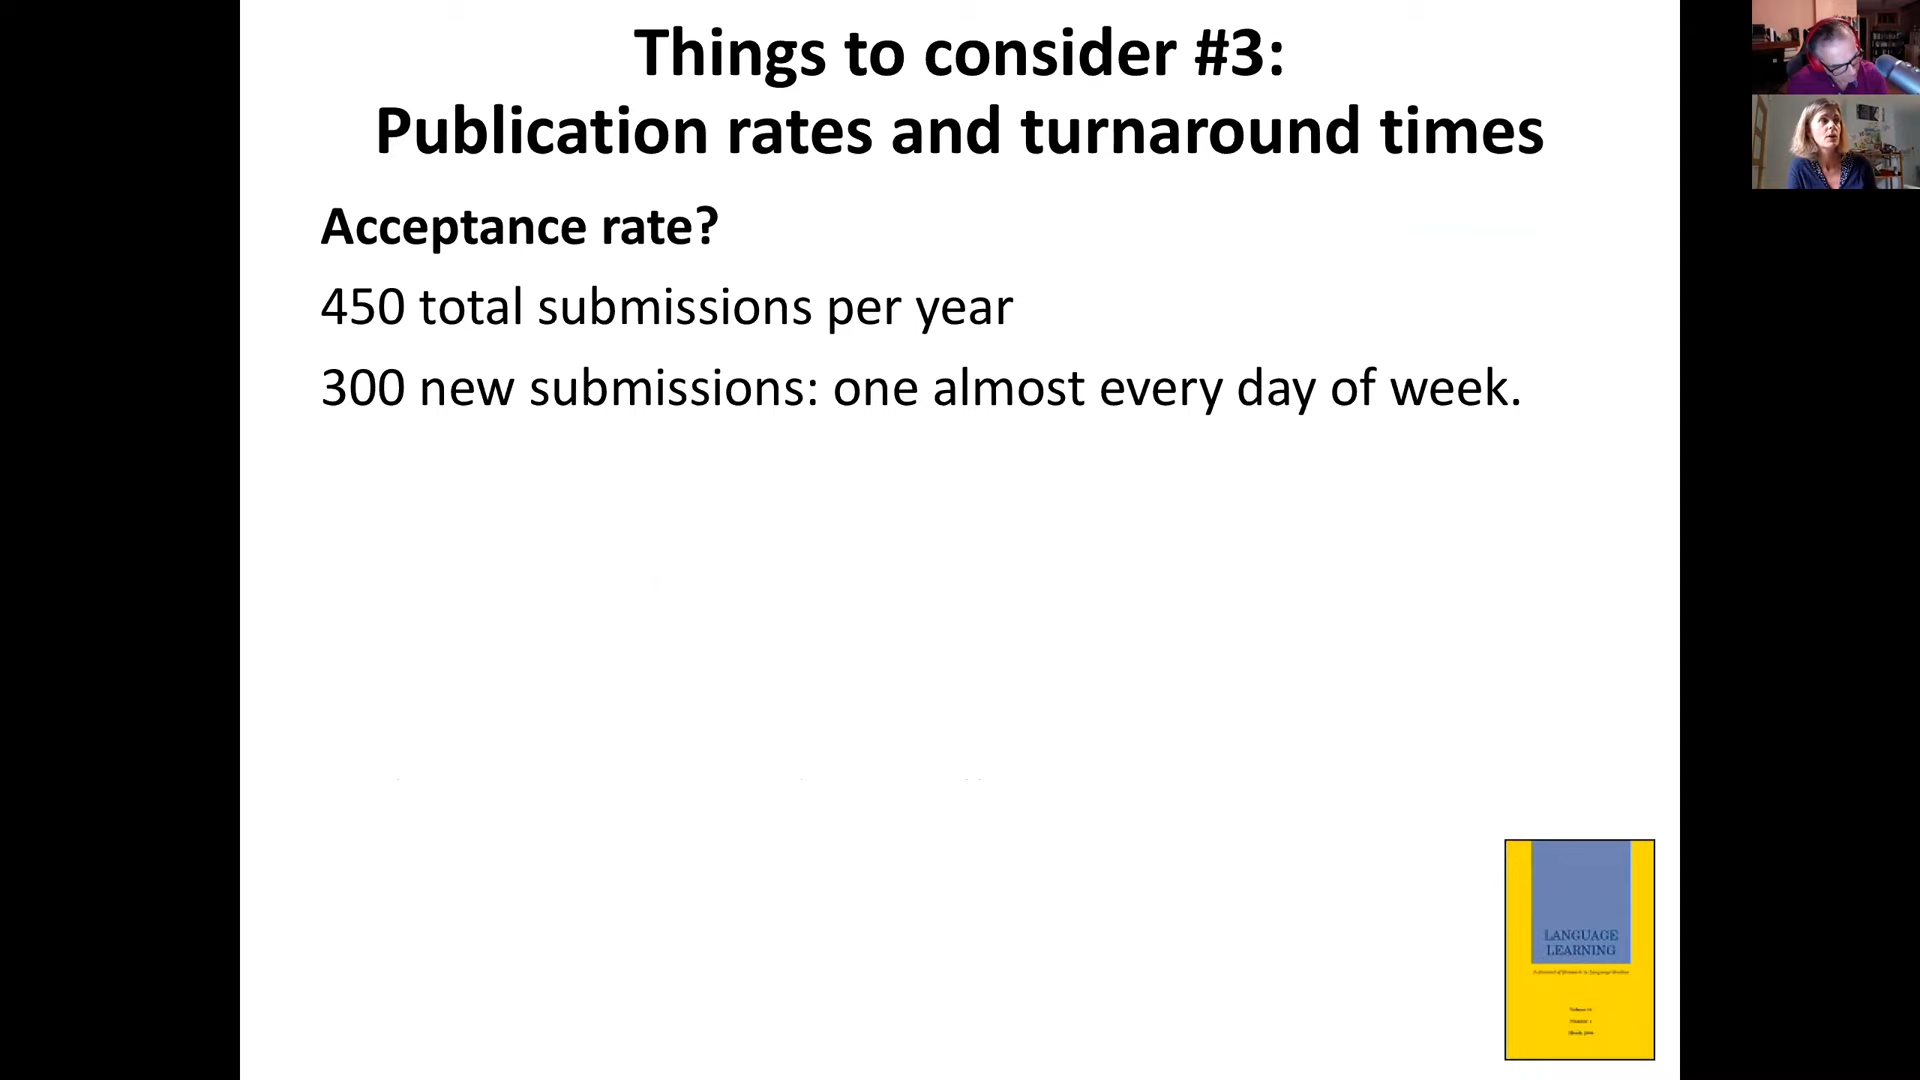 Things to consider #3:
Publication rates and turnaround times
Acceptance rate?
450 total submissions per year
300 new submissions: one almost every day of week.
LANGUAGE
LEARNING